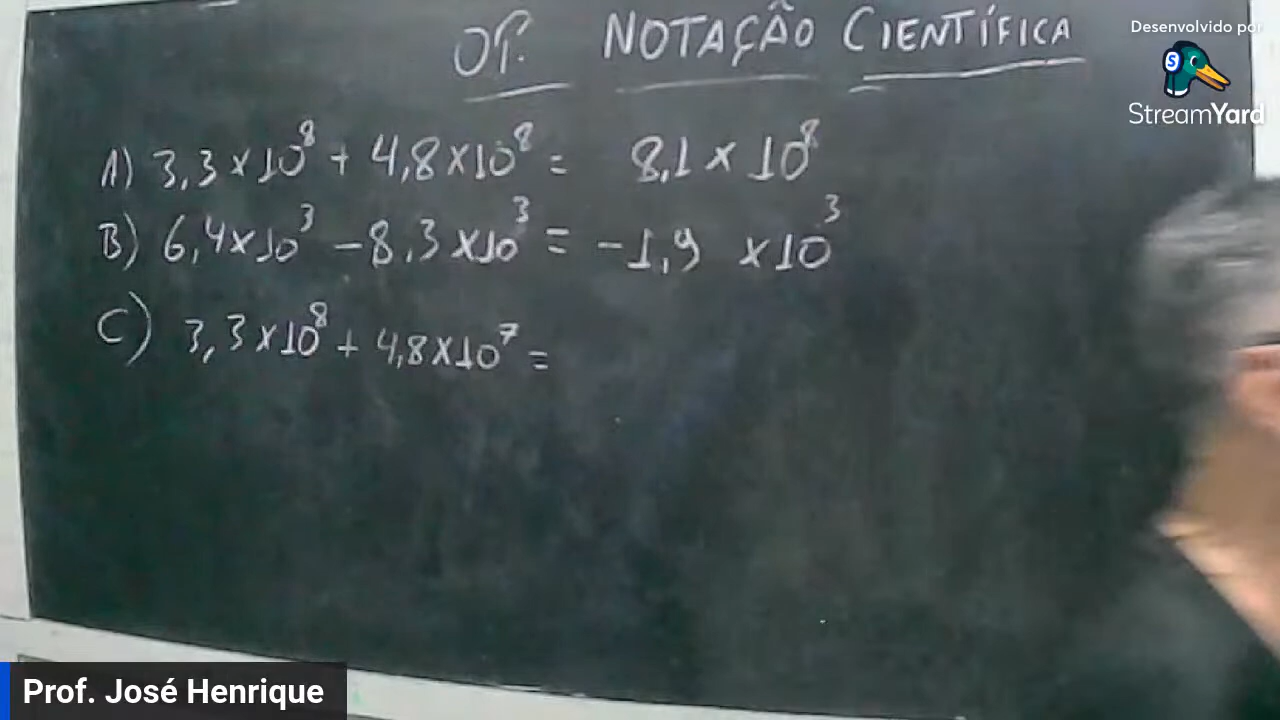 OP. NOTAÇÃO CIENTÍFICA
A) 3,3 x 10⁸ + 4,8 x 10⁸ = 8,1 x 10⁸
B) 6,4 x 10³ - 8,3 x 10³ = -1,9 x 10³
C) 3,3 x 10⁸ + 4,8 x 10⁷ =
Desenvolvido por
S
StreamYard
Prof. José Henrique